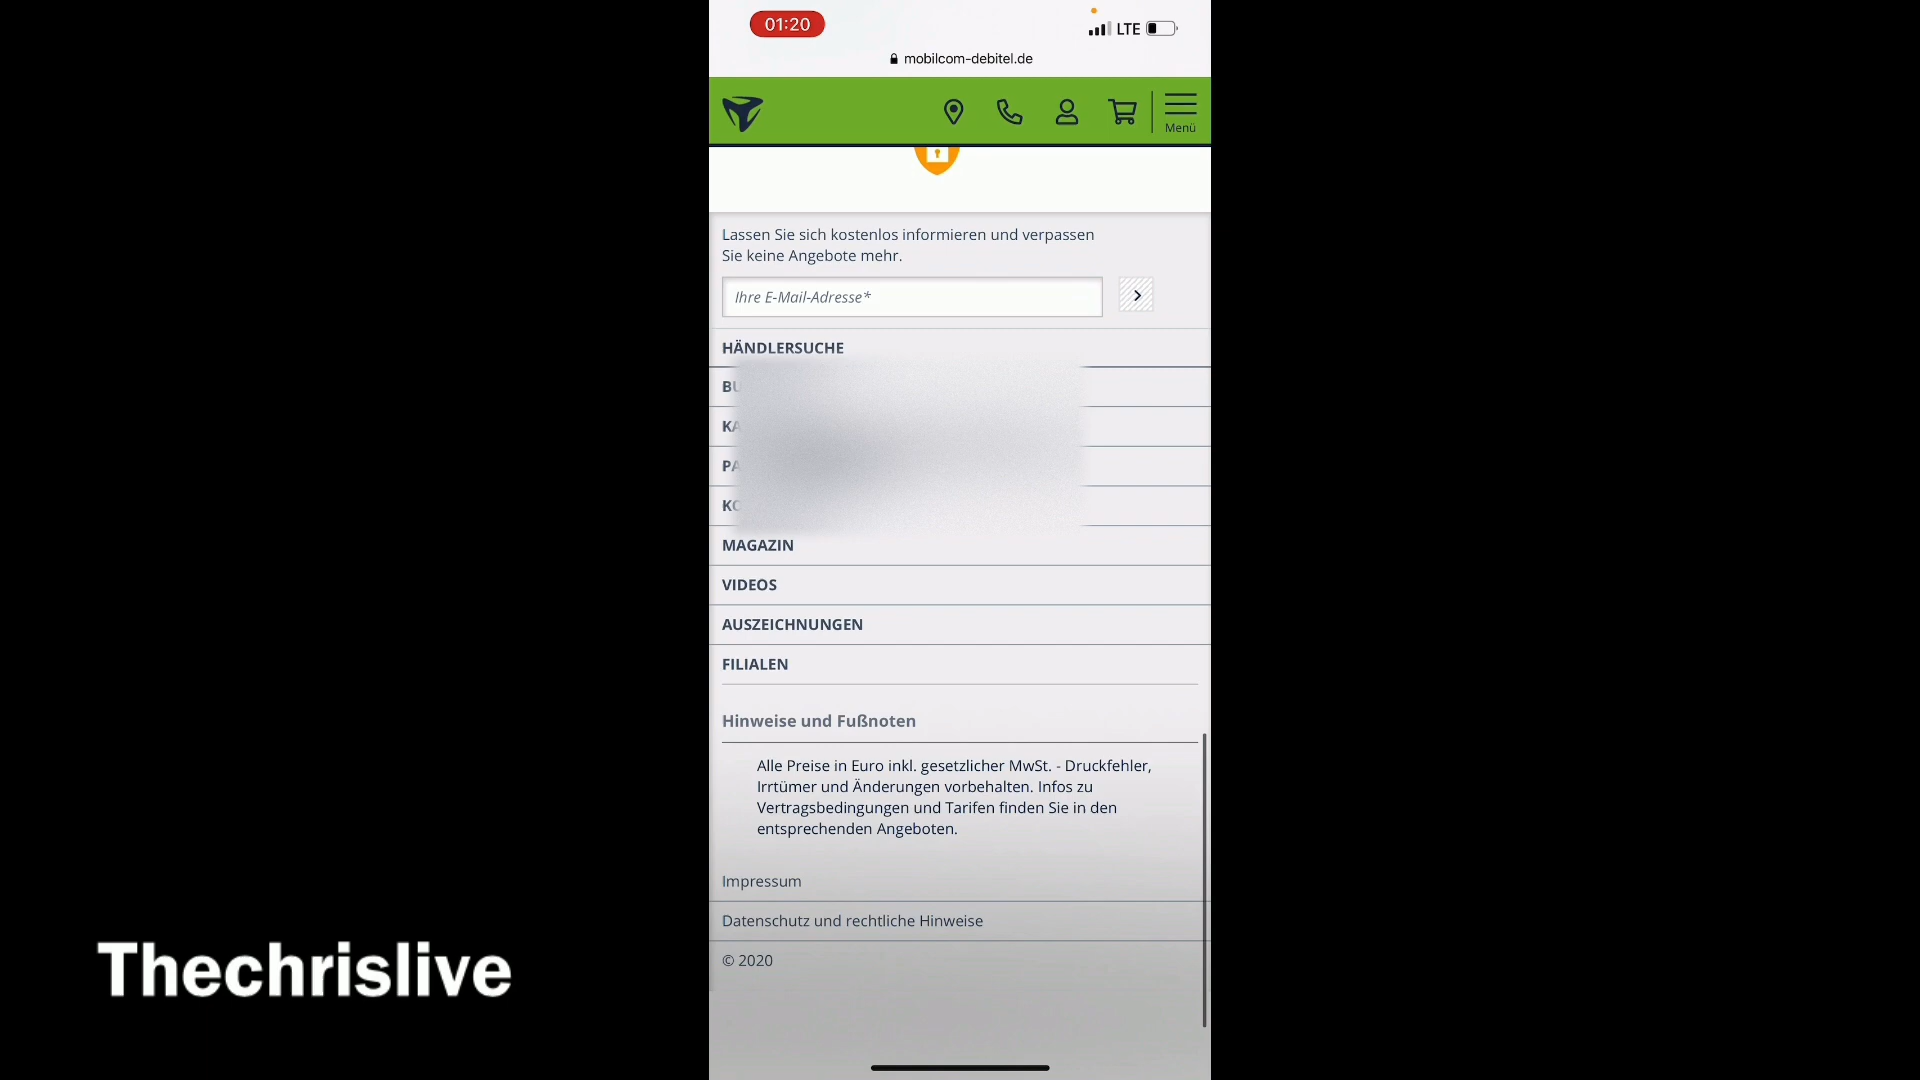 01:20
LTE
mobilcom-debitel.de
Menü
Lassen Sie sich kostenlos informieren und verpassen
Sie keine Angebote mehr.
Ihre E-Mail-Adresse*
HÄNDLERSUCHE
MAGAZIN
VIDEOS
AUSZEICHNUNGEN
FILIALEN
Hinweise und Fußnoten
Alle Preise in Euro inkl. gesetzlicher MwSt. - Druckfehler,
Irrtümer und Änderungen vorbehalten. Infos zu
Vertragsbedingungen und Tarifen finden Sie in den
entsprechenden Angeboten.
Impressum
Datenschutz und rechtliche Hinweise
© 2020
Thechrislive